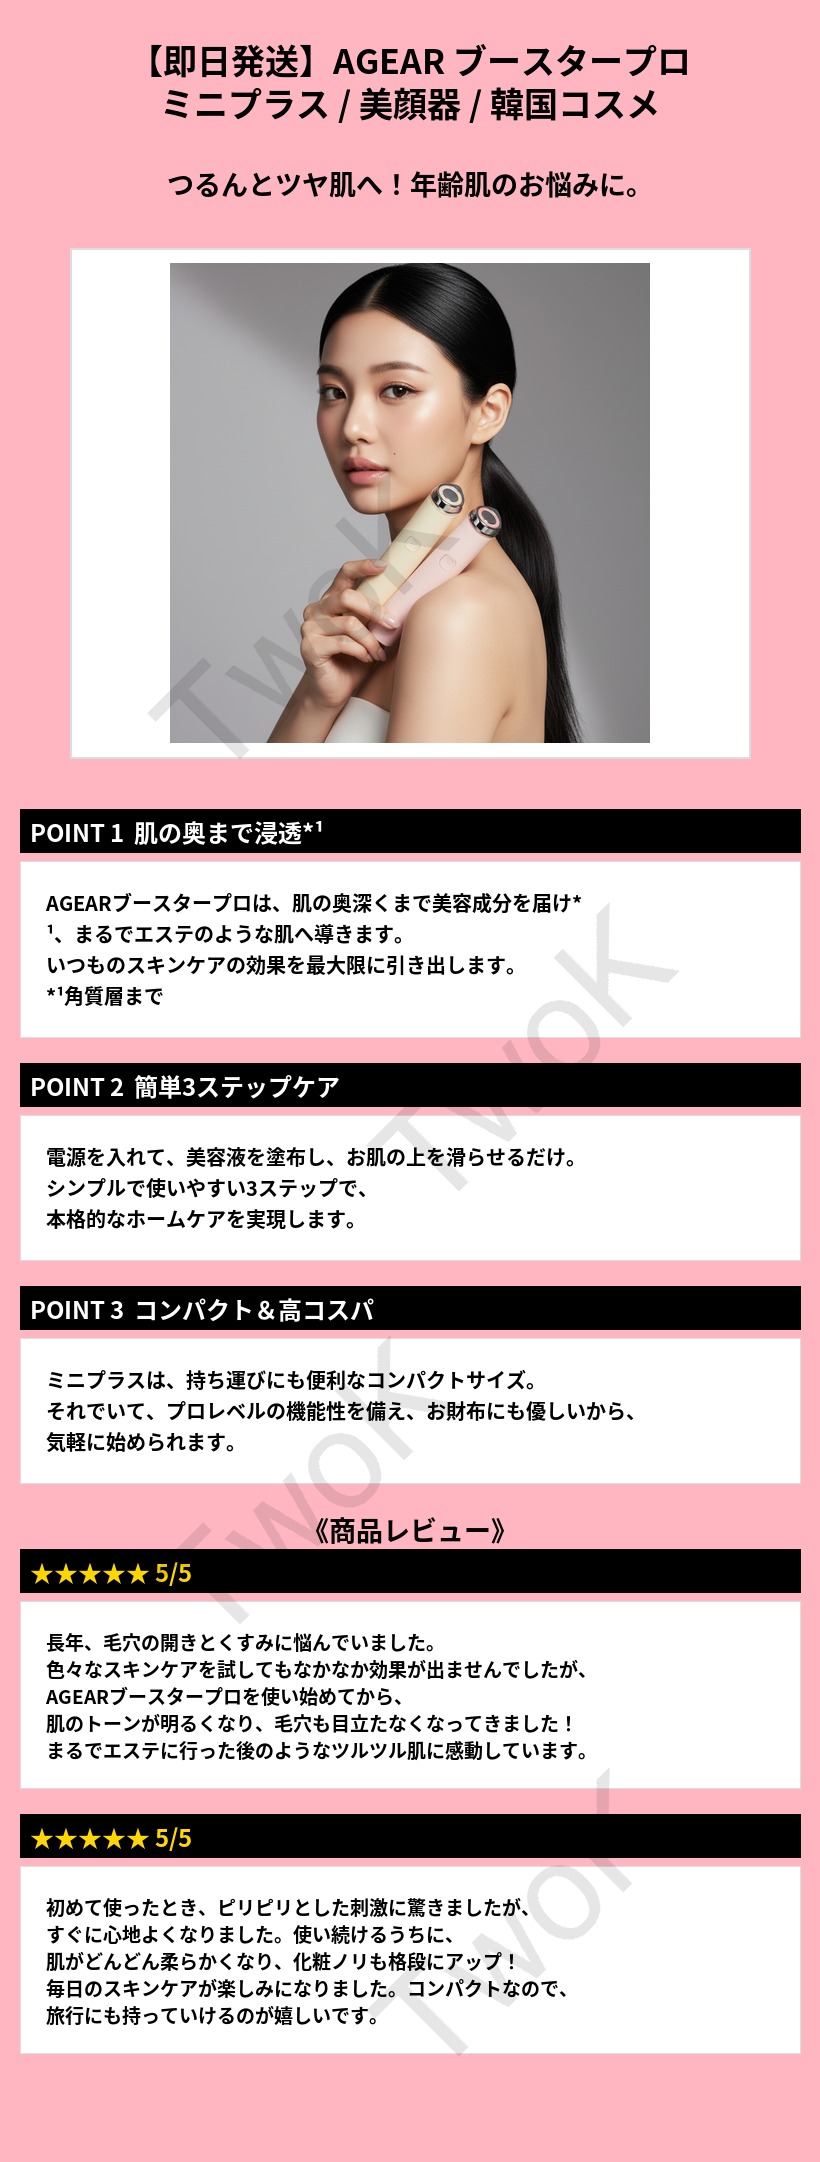 【即日発送】AGEAR ブースタープロ
ミニプラス / 美顔器 / 韓国コスメ
つるんとツヤ肌へ！年齢肌のお悩みに。
TwoK
POINT 1 肌の奥まで浸透*¹
AGEARブースタープロは、肌の奥深くまで美容成分を届け*
¹、まるでエステのような肌へ導きます。
いつものスキンケアの効果を最大限に引き出します。
*¹角質層まで
TwoK
POINT 2 簡単3ステップケア
電源を入れて、美容液を塗布し、お肌の上を滑らせるだけ。
シンプルで使いやすい3ステップで、
本格的なホームケアを実現します。
POINT 3 コンパクト＆高コスパ
ミニプラスは、持ち運びにも便利なコンパクトサイズ。
それでいて、プロレベルの機能性を備え、お財布にも優しいから、
気軽に始められます。
TwoK
《商品レビュー》
★★★★★ 5/5
長年、毛穴の開きとくすみに悩んでいました。
色々なスキンケアを試してもなかなか効果が出ませんでしたが、
AGEARブースタープロを使い始めてから、
肌のトーンが明るくなり、毛穴も目立たなくなってきました！
まるでエステに行った後のようなツルツル肌に感動しています。
★★★★★ 5/5
初めて使ったとき、ピリピリとした刺激に驚きましたが、
すぐに心地よくなりました。使い続けるうちに、
肌がどんどん柔らかくなり、化粧ノリも格段にアップ！
毎日のスキンケアが楽しみになりました。コンパクトなので、
旅行にも持っていけるのが嬉しいです。
TwoK